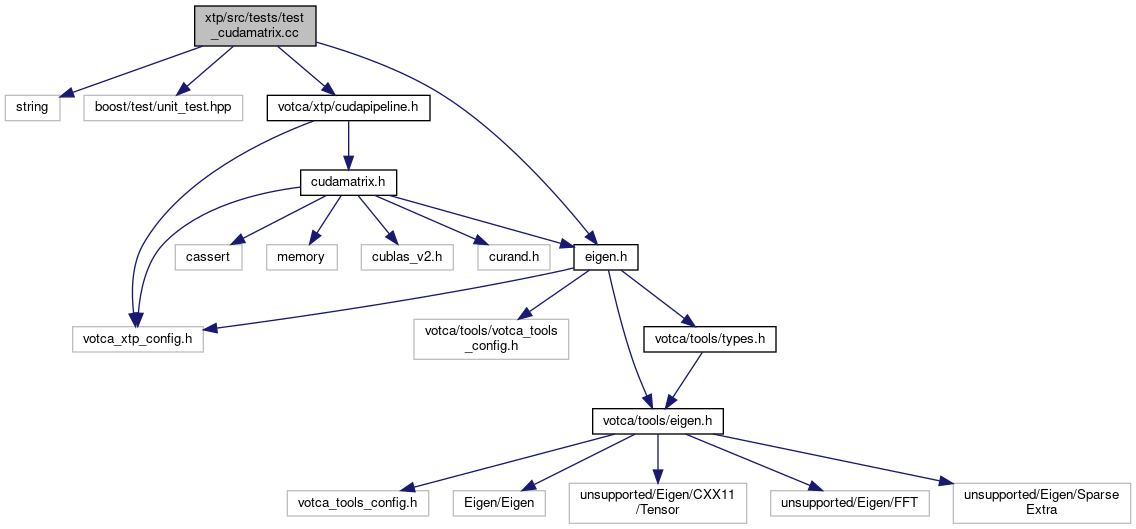 xtp/src/tests/test
_cudamatrix.cc
string
boost/test/unit_test.hpp
votca/xtp/cudapipeline.h
cudamatrix.h
cassert
memory
cublas_v2.h
curand.h
eigen.h
votca_xtp_config.h
votca/tools/votca_tools
_config.h
votca/tools/types.h
votca/tools/eigen.h
votca_tools_config.h
Eigen/Eigen
unsupported/Eigen/CXX11
/Tensor
unsupported/Eigen/FFT
unsupported/Eigen/Sparse
Extra